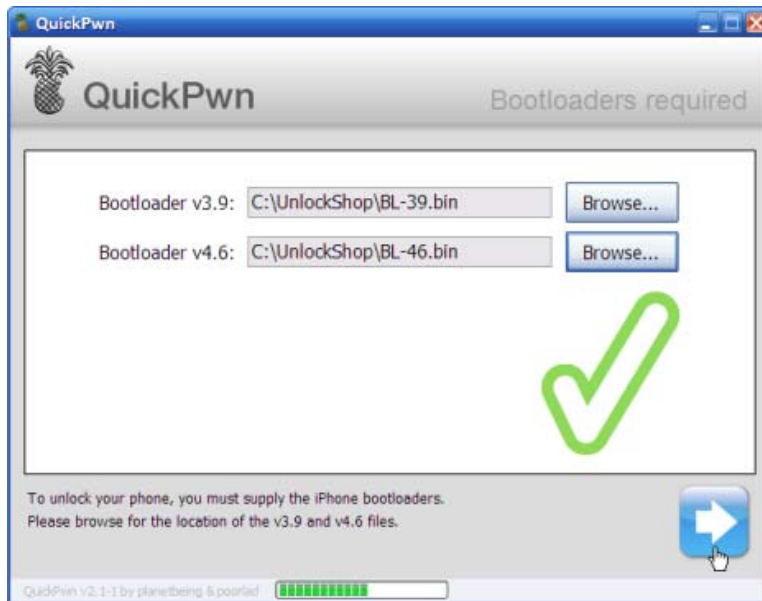 QuickPwn
QuickPwn
Bootloaders required
Bootloader v3.9: C:\UnlockShop\BL-39.bin Browse...
Bootloader v4.6: C:\UnlockShop\BL-46.bin Browse...
To unlock your phone, you must supply the iPhone bootloaders.
Please browse for the location of the v3.9 and v4.6 files.
QuickPwn v2.1-1 by planetbeing & poorlad